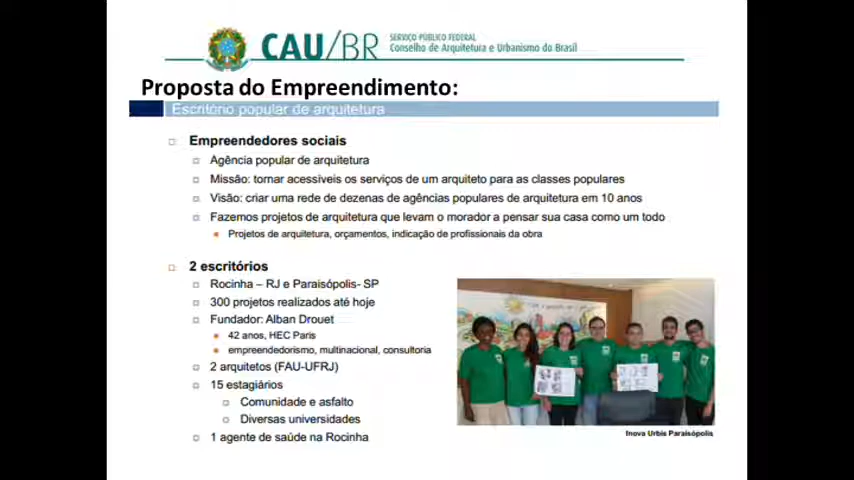 CAU/BR
SERVIÇO PÚBLICO FEDERAL
Conselho de Arquitetura e Urbanismo do Brasil
Proposta do Empreendimento:
Escritório popular de arquitetura
Empreendedores sociais
Agência popular de arquitetura
Missão: tornar acessíveis os serviços de um arquiteto para as classes populares
Visão: criar uma rede de dezenas de agências populares de arquitetura em 10 anos
Fazemos projetos de arquitetura que levam o morador a pensar sua casa como um todo
Projetos de arquitetura, orçamentos, indicação de profissionais da obra
2 escritórios
Rocinha – RJ e Paraisópolis- SP
300 projetos realizados até hoje
Fundador: Alban Drouet
42 anos, HEC Paris
empreendedorismo, multinacional, consultoria
2 arquitetos (FAU-UFRJ)
15 estagiários
Comunidade e asfalto
Diversas universidades
1 agente de saúde na Rocinha
Inova Urbis Paraisópolis